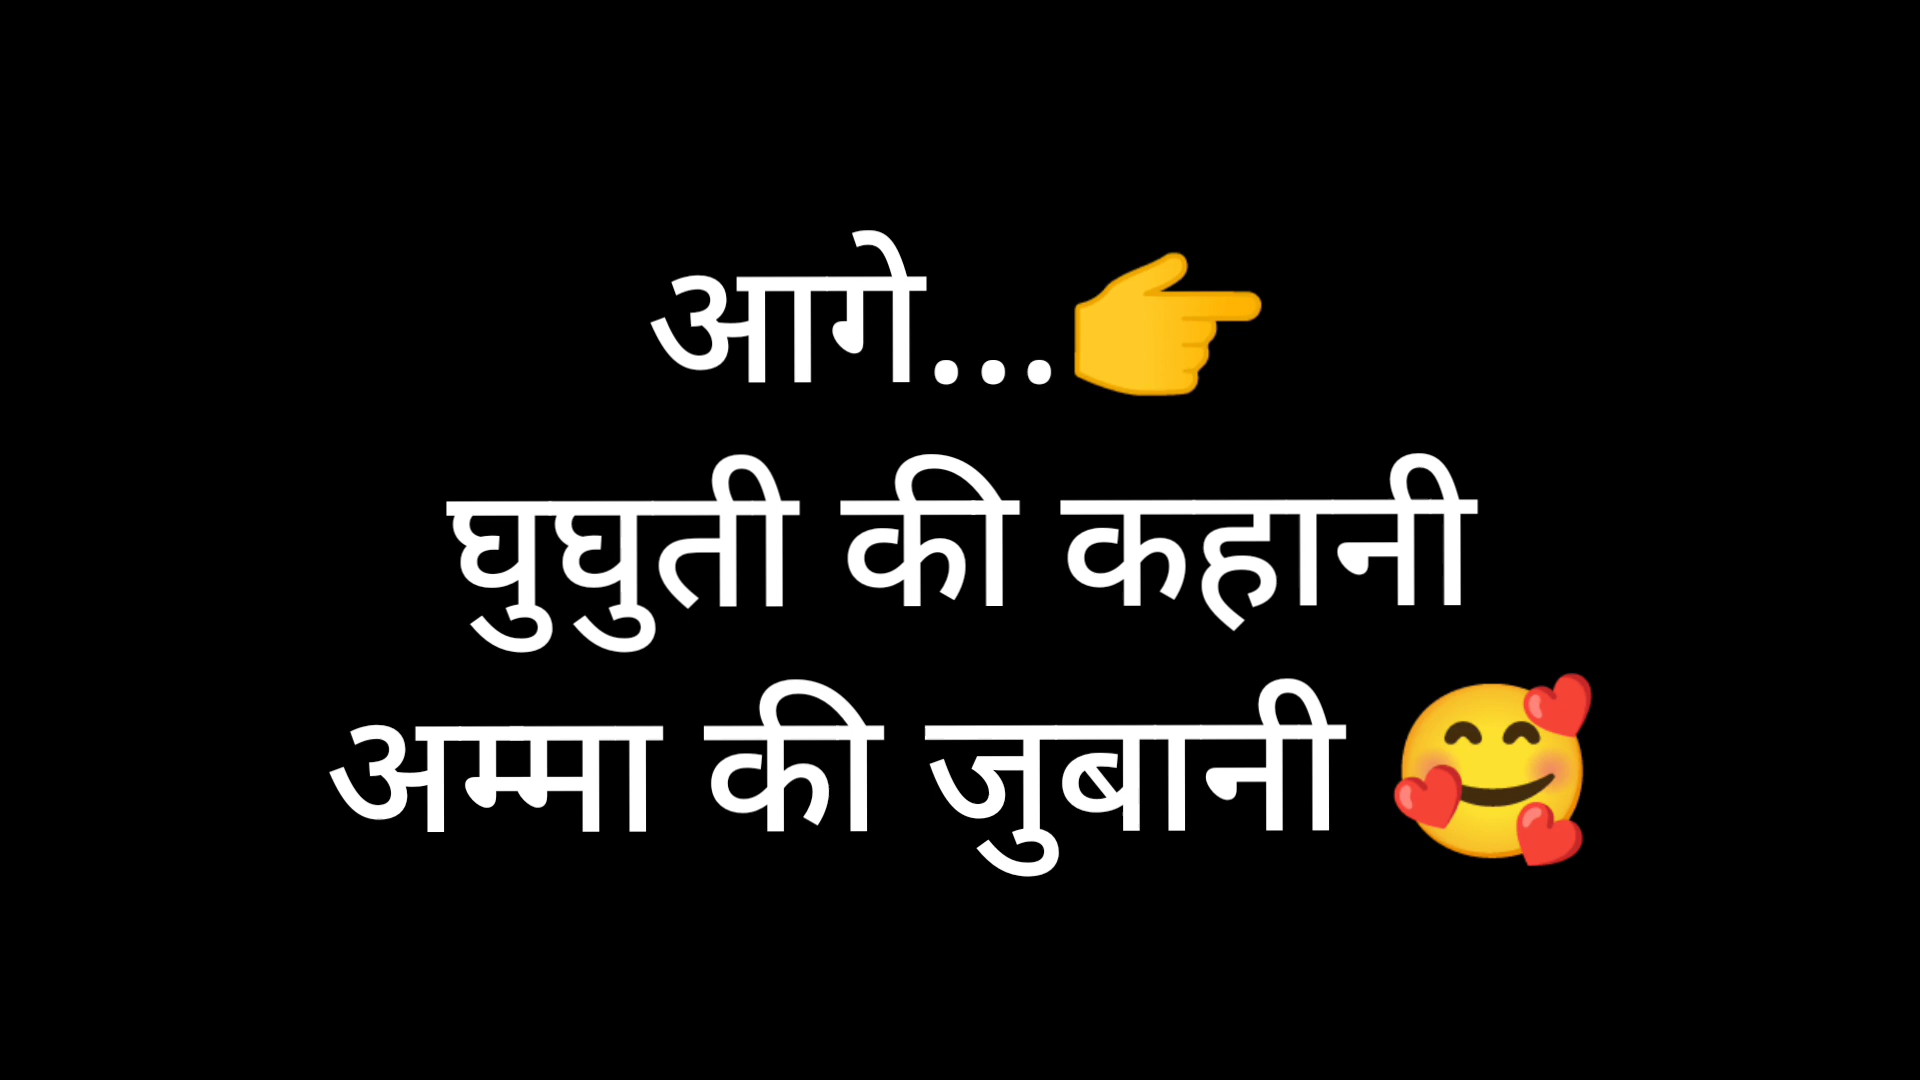 आगे...👉
घुघुती की कहानी
अम्मा की जुबानी 🥰